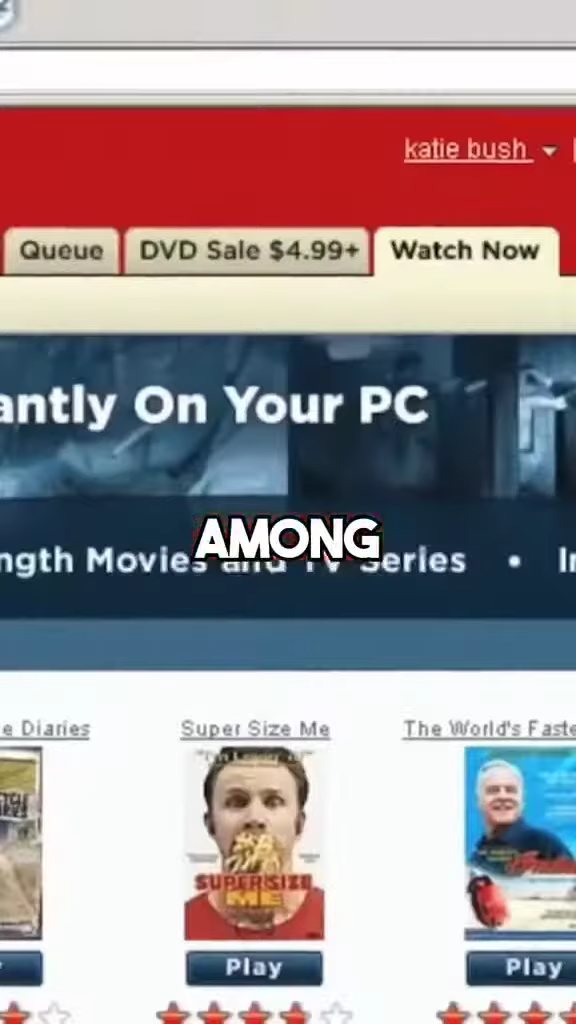 katie bush
Queue
DVD Sale $4.99+
Watch Now
antly On Your PC
AMONG
ngth Movies and TV Series • In
e Diaries
Super Size Me
The World's Faste
SUPER SIZE
ME
Play
Play